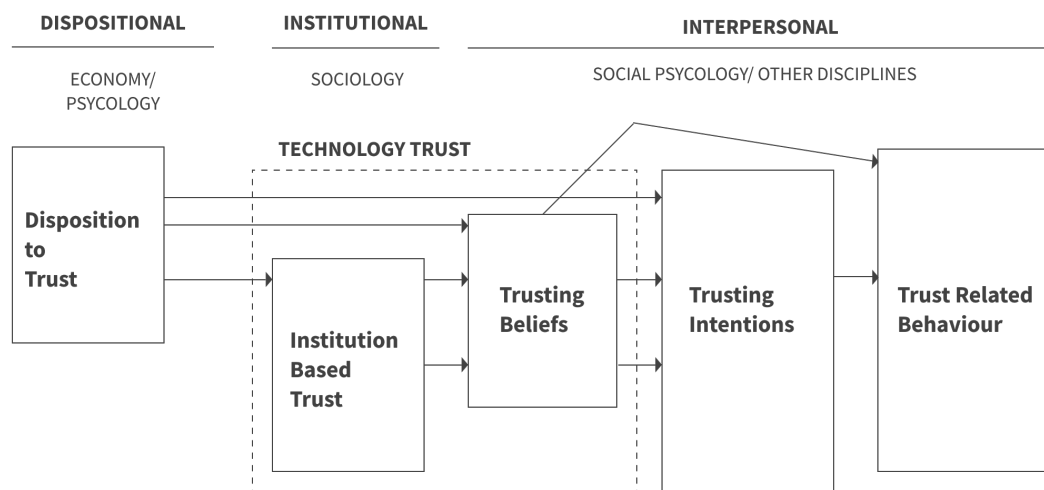 DISPOSITIONAL
INSTITUTIONAL
INTERPERSONAL
ECONOMY/
PSYCOLOGY
SOCIOLOGY
SOCIAL PSYCOLOGY/ OTHER DISCIPLINES
TECHNOLOGY TRUST
Disposition
to
Trust
Institution
Based
Trust
Trusting
Beliefs
Trusting
Intentions
Trust Related
Behaviour